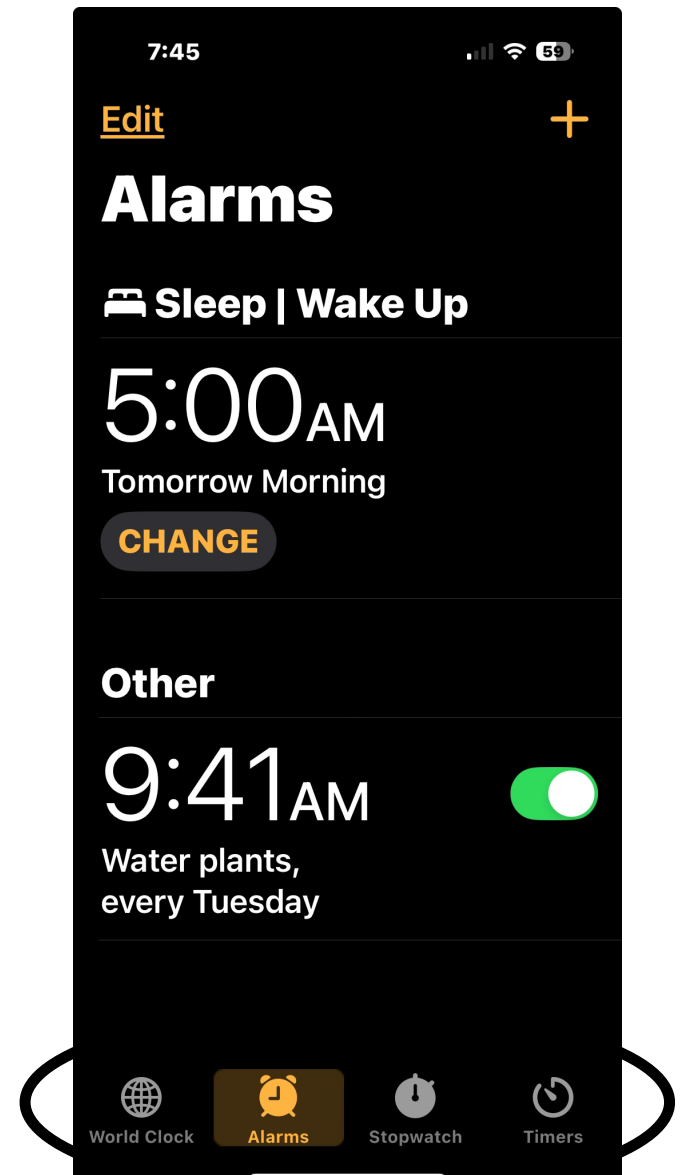 7:45 59
Edit
Alarms
Sleep | Wake Up
5:00AM
Tomorrow Morning
CHANGE
Other
9:41AM
Water plants,
every Tuesday
World Clock Alarms Stopwatch Timers